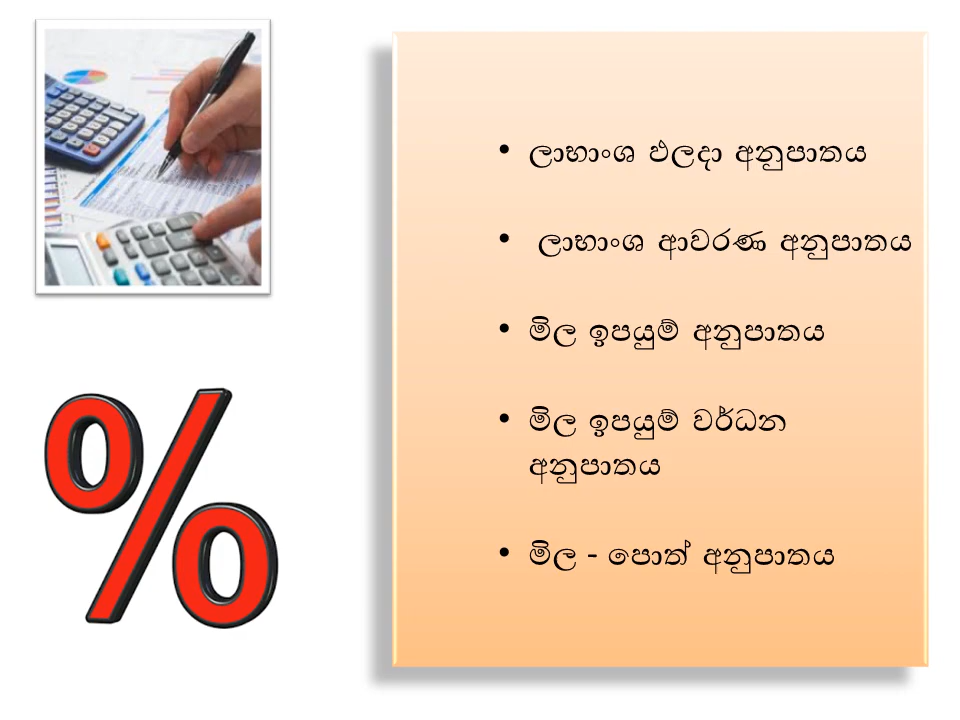 • ලාභාංශ ඵලදා අනුපාතය
• ලාභාංශ ආවරණ අනුපාතය
• මිල ඉපයුම් අනුපාතය
• මිල ඉපයුම් වර්ධන
අනුපාතය
• මිල - පොත් අනුපාතය
%